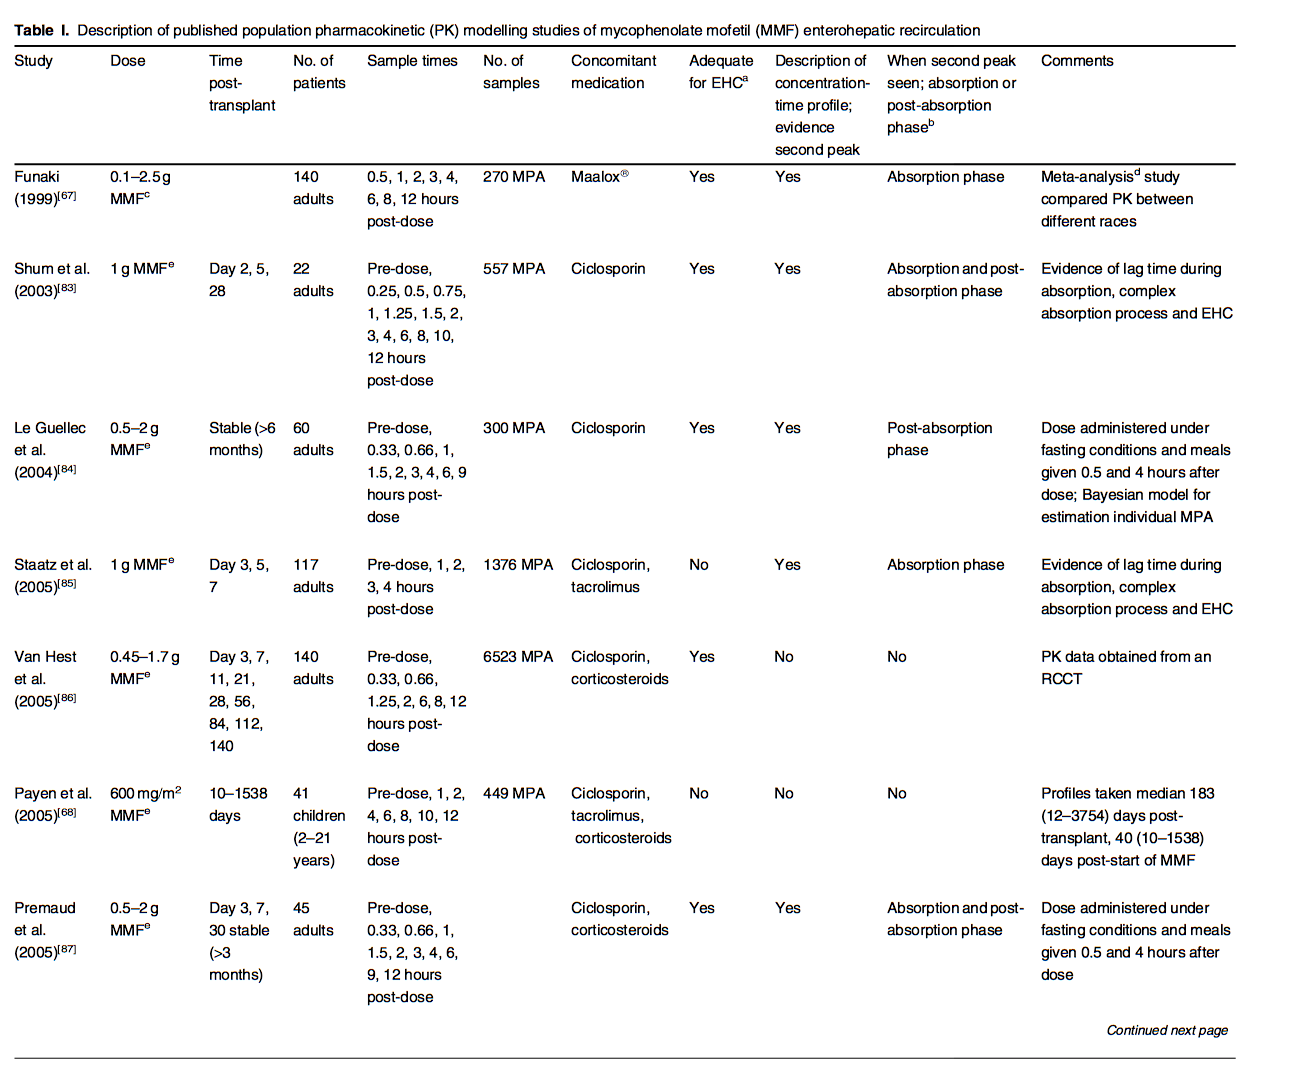 Table I. Description of published population pharmacokinetic (PK) modelling studies of mycophenolate mofetil (MMF) enterohepatic recirculation
Study Dose Time No. of Sample times No. of Concomitant Adequate Description of When second peak Comments
post- patients samples medication for EHCa concentration- seen; absorption or
transplant time profile; post-absorption
evidence phaseb
second peak
Funaki 0.1–2.5 g 140 0.5, 1, 2, 3, 4, 270 MPA Maalox® Yes Yes Absorption phase Meta-analysisd study
(1999)[67] MMFc adults 6, 8, 12 hours compared PK between
post-dose different races
Shum et al. 1 g MMFe Day 2, 5, 22 Pre-dose, 557 MPA Ciclosporin Yes Yes Absorption and post- Evidence of lag time during
(2003)[83] 28 adults 0.25, 0.5, 0.75, absorption phase absorption, complex
1, 1.25, 1.5, 2, absorption process and EHC
3, 4, 6, 8, 10,
12 hours
post-dose
Le Guellec 0.5–2 g Stable (>6 60 Pre-dose, 300 MPA Ciclosporin Yes Yes Post-absorption Dose administered under
et al. MMFe months) adults 0.33, 0.66, 1, phase fasting conditions and meals
(2004)[84] 1.5, 2, 3, 4, 6, 9 given 0.5 and 4 hours after
hours post- dose; Bayesian model for
dose estimation individual MPA
Staatz et al. 1 g MMFe Day 3, 5, 117 Pre-dose, 1, 2, 1376 MPA Ciclosporin, No Yes Absorption phase Evidence of lag time during
(2005)[85] 7 adults 3, 4 hours tacrolimus absorption, complex
post-dose absorption process and EHC
Van Hest 0.45–1.7 g Day 3, 7, 140 Pre-dose, 6523 MPA Ciclosporin, Yes No No PK data obtained from an
et al. MMFe 11, 21, adults 0.33, 0.66, corticosteroids RCCT
(2005)[86] 28, 56, 1.25, 2, 6, 8, 12
84, 112, hours post-
140 dose
Payen et al. 600 mg/m2 10–1538 41 Pre-dose, 1, 2, 449 MPA Ciclosporin, No No No Profiles taken median 183
(2005)[68] MMFe days children 4, 6, 8, 10, 12 tacrolimus, (12–3754) days post-
(2–21 hours post- corticosteroids transplant, 40 (10–1538)
years) dose days post-start of MMF
Premaud 0.5–2 g Day 3, 7, 45 Pre-dose, Ciclosporin, Yes Yes Absorption and post- Dose administered under
et al. MMFe 30 stable adults 0.33, 0.66, 1, corticosteroids absorption phase fasting conditions and meals
(2005)[87] (>3 1.5, 2, 3, 4, 6, given 0.5 and 4 hours after
months) 9, 12 hours dose
post-dose
Continued next page